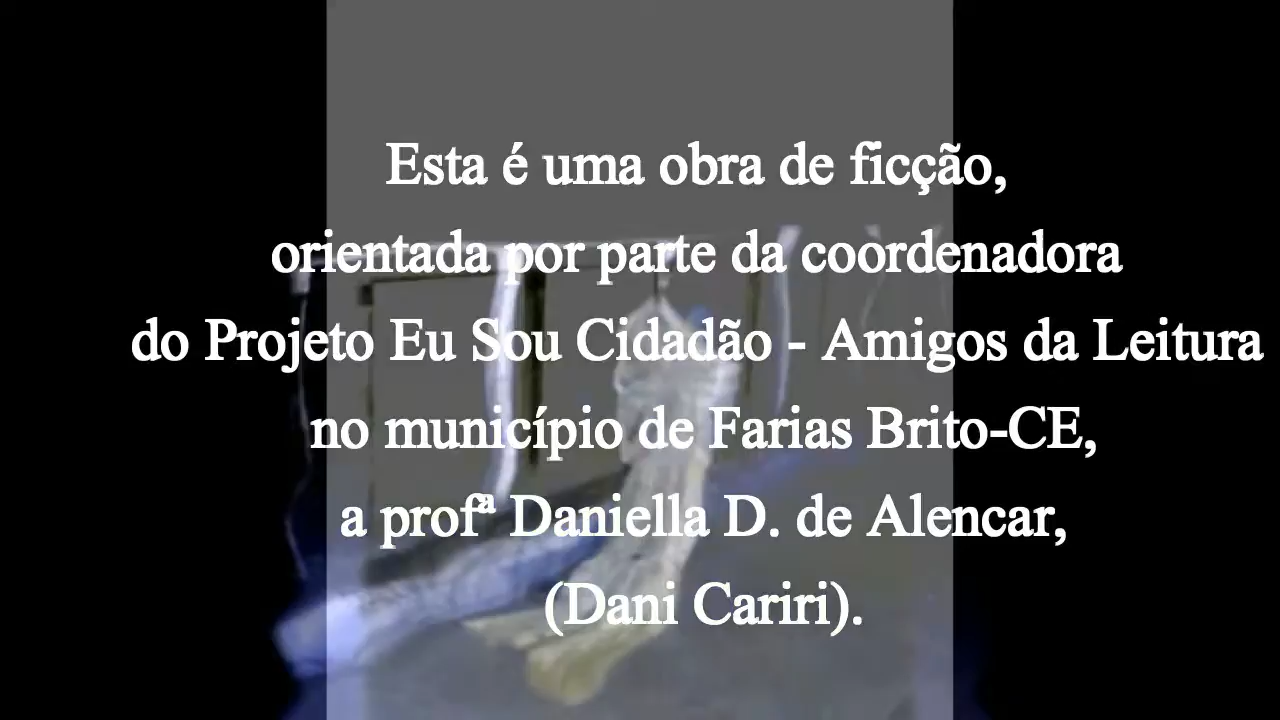 Esta é uma obra de ficção,
orientada por parte da coordenadora
do Projeto Eu Sou Cidadão - Amigos da Leitura
no município de Farias Brito-CE,
a profª Daniella D. de Alencar,
(Dani Cariri).